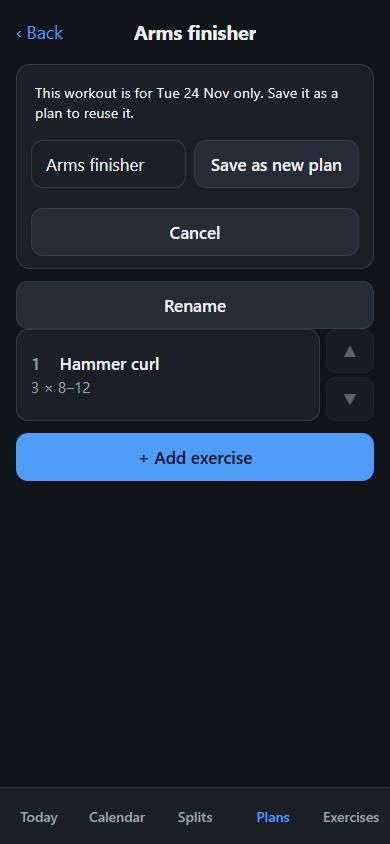 ‹ Back
Arms finisher
This workout is for Tue 24 Nov only. Save it as a
plan to reuse it.
Arms finisher
Save as new plan
Cancel
Rename
1 Hammer curl
3 × 8–12
▲
▼
+ Add exercise
Today
Calendar
Splits
Plans
Exercises